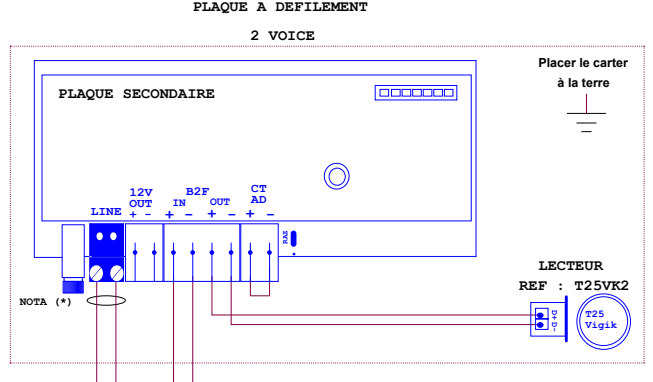 PLAQUE A DEFILEMENT
2 VOICE
Placer le carter
à la terre
PLAQUE SECONDAIRE
12V B2F CT
OUT IN OUT AD
LINE + - + - + - + -
RAZ
NOTA (*)
LECTEUR
REF : T25VK2
D+
D-
T25
Vigik